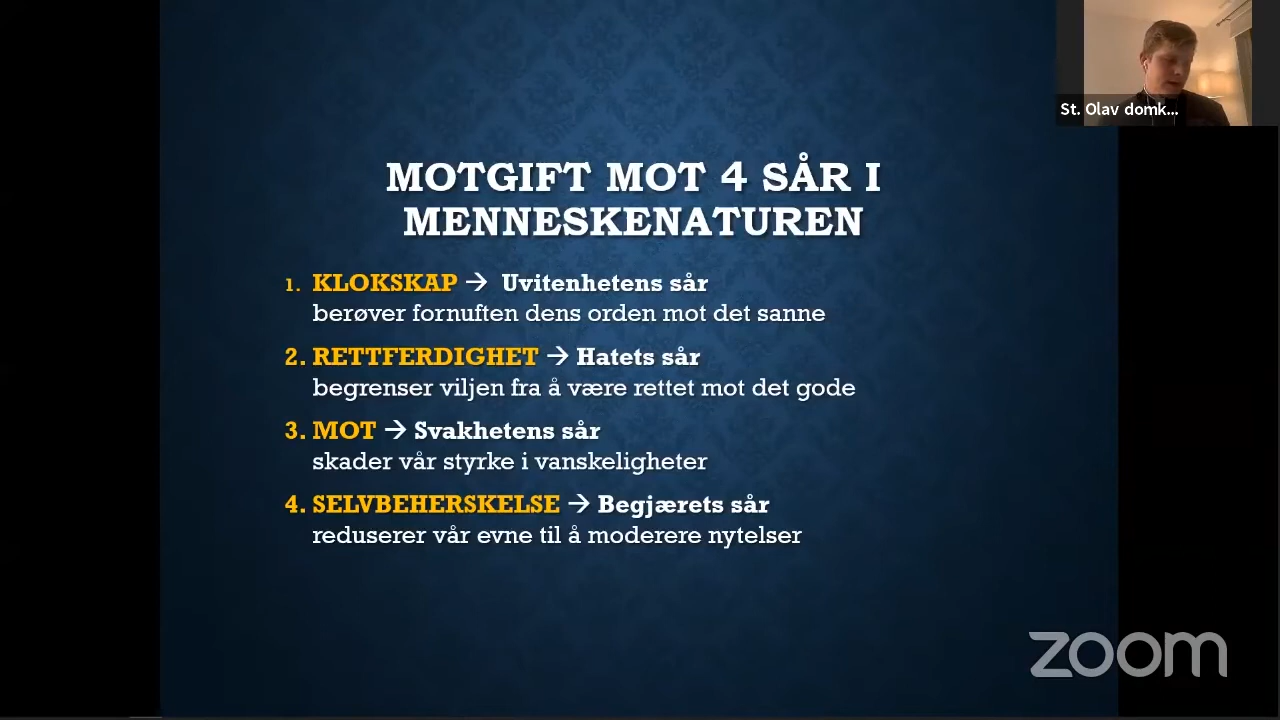 St. Olav domk...
MOTGIFT MOT 4 SÅR I
MENNESKENATUREN
1. KLOKSKAP → Uvitenhetens sår
berøver fornuften dens orden mot det sanne
2. RETTFERDIGHET → Hatets sår
begrenser viljen fra å være rettet mot det gode
3. MOT → Svakhetens sår
skader vår styrke i vanskeligheter
4. SELVBEHERSKELSE → Begjærets sår
reduserer vår evne til å moderere nytelser
zoom